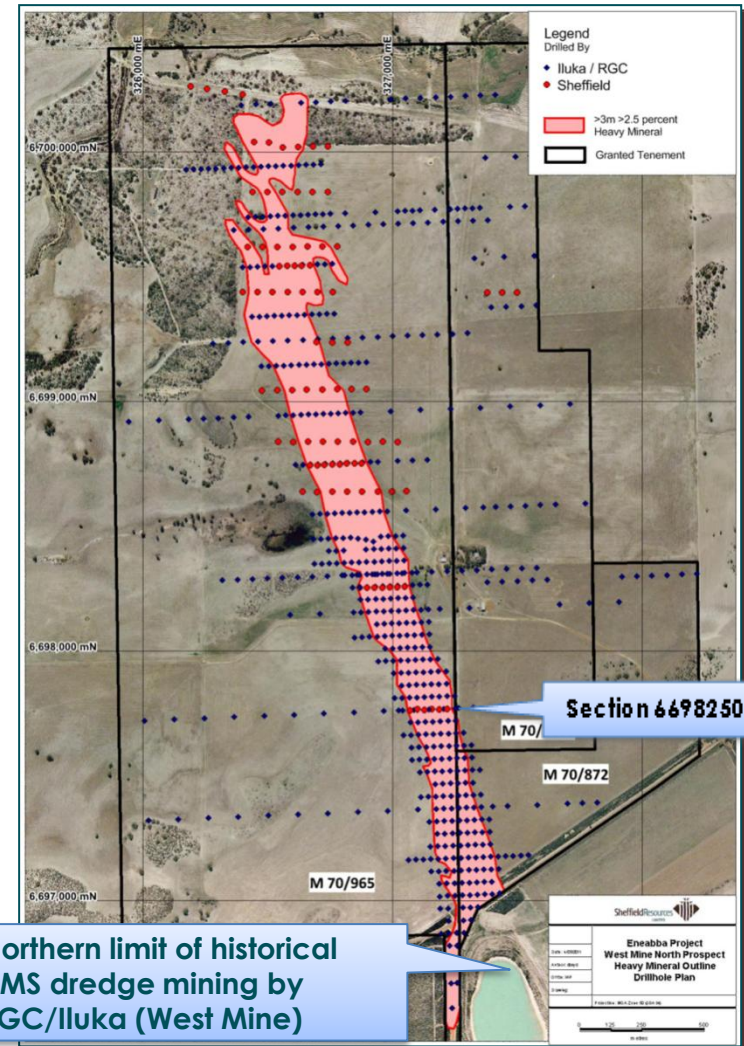 326,000 mE
327,000 mE
Legend
Drilled By
Iluka / RGC
Sheffield
>3m >2.5 percent
Heavy Mineral
Granted Tenement
6,700,000 mN
6,699,000 mN
6,698,000 mN
Section 6698250
M 70/
M 70/872
M 70/965
6,697,000 mN
orthern limit of historical
MS dredge mining by
GC/Iluka (West Mine)
SheffieldResources
Eneabba Project
West Mine North Prospect
Heavy Mineral Outline
Drillhole Plan
0 125 250 500
metres